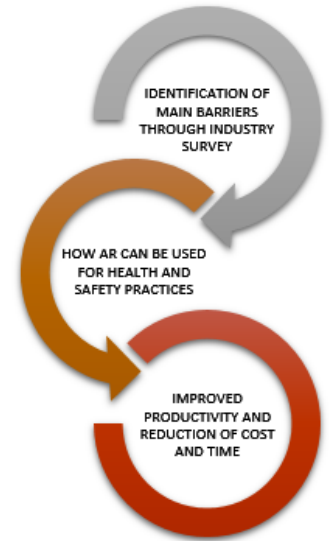 IDENTIFICATION OF
MAIN BARRIERS
THROUGH INDUSTRY
SURVEY
HOW AR CAN BE USED
FOR HEALTH AND
SAFETY PRACTICES
IMPROVED
PRODUCTIVITY AND
REDUCTION OF COST
AND TIME